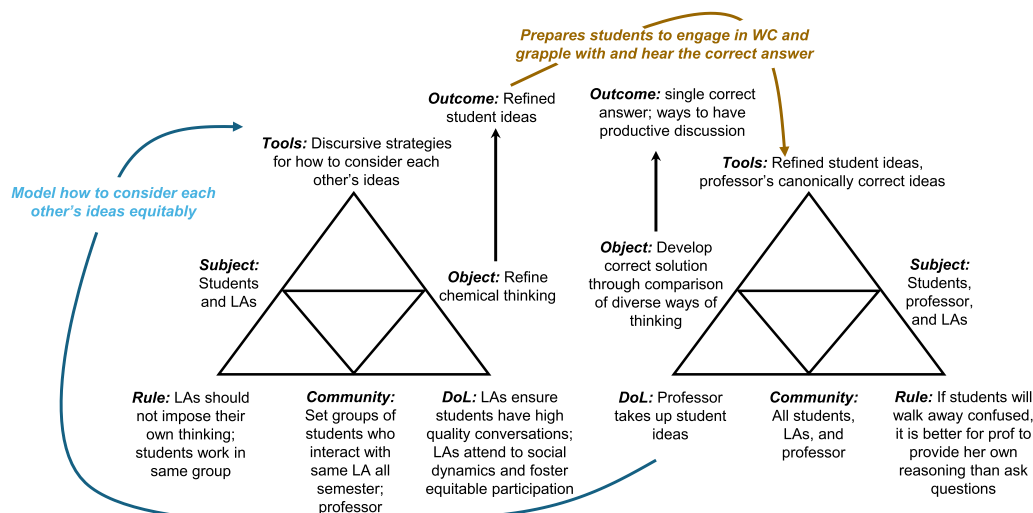 Prepares students to engage in WC and
grapple with and hear the correct answer
Outcome: Refined
student ideas
Outcome: single correct
answer; ways to have
productive discussion
Tools: Discursive strategies
for how to consider each
other's ideas
Tools: Refined student ideas,
professor's canonically correct ideas
Model how to consider each
other's ideas equitably
Subject:
Students
and LAs
Object: Refine
chemical thinking
Object: Develop
correct solution
through comparison
of diverse ways of
thinking
Subject:
Students,
professor,
and LAs
Rule: LAs should
not impose their
own thinking;
students work in
same group
Community:
Set groups of
students who
interact with
same LA all
semester;
professor
DoL: LAs ensure
students have high
quality conversations;
LAs attend to social
dynamics and foster
equitable participation
DoL: Professor
takes up student
ideas
Community:
All students,
LAs, and
professor
Rule: If students will
walk away confused,
it is better for prof to
provide her own
reasoning than ask
questions